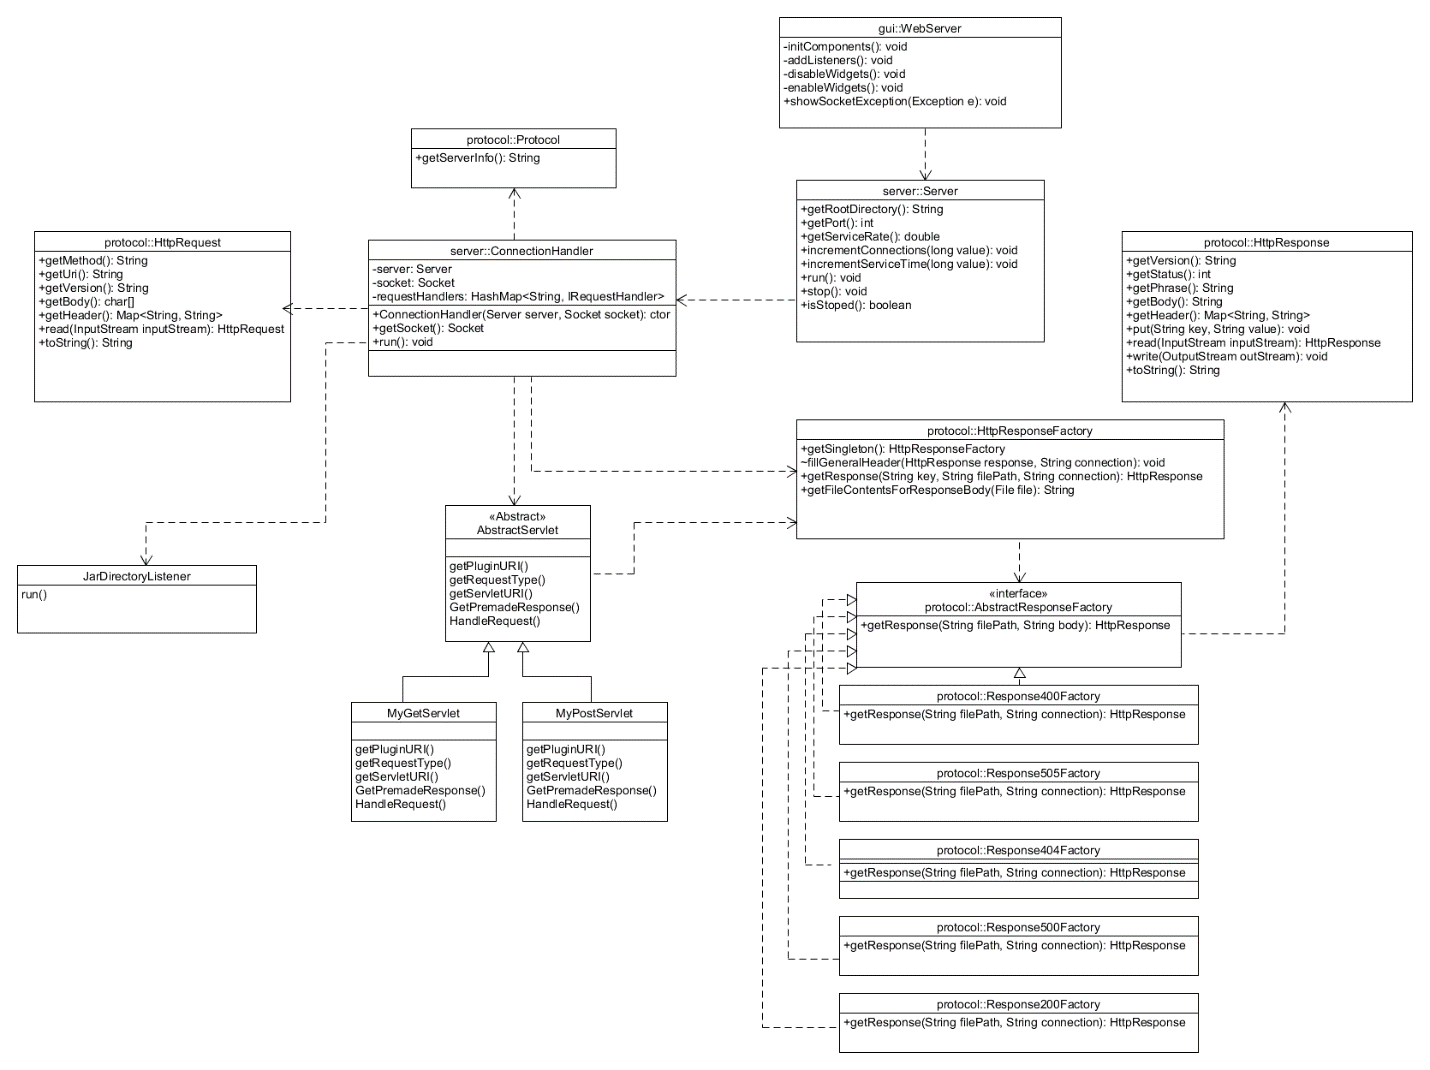 gui::WebServer
-initComponents(): void
-addListeners(): void
-disableWidgets(): void
-enableWidgets(): void
+showSocketException(Exception e): void
protocol::Protocol
+getServerInfo(): String
server::Server
+getRootDirectory(): String
+getPort(): int
+getServiceRate(): double
+incrementConnections(long value): void
+incrementServiceTime(long value): void
+run(): void
+stop(): void
+isStoped(): boolean
protocol::HttpRequest
+getMethod(): String
+getUri(): String
+getVersion(): String
+getBody(): char[]
+getHeader(): Map<String, String>
+read(InputStream inputStream): HttpRequest
+toString(): String
server::ConnectionHandler
-server: Server
-socket: Socket
-requestHandlers: HashMap<String, IRequestHandler>
+ConnectionHandler(Server server, Socket socket): ctor
+getSocket(): Socket
+run(): void
protocol::HttpResponse
+getVersion(): String
+getStatus(): int
+getPhrase(): String
+getBody(): String
+getHeader(): Map<String, String>
+put(String key, String value): void
+read(InputStream inputStream): HttpResponse
+write(OutputStream outStream): void
+toString(): String
protocol::HttpResponseFactory
+getSingleton(): HttpResponseFactory
~fillGeneralHeader(HttpResponse response, String connection): void
+getResponse(String key, String filePath, String connection): HttpResponse
+getFileContentsForResponseBody(File file): String
«Abstract»
AbstractServlet
getPluginURI()
getRequestType()
getServletURI()
GetPremadeResponse()
HandleRequest()
JarDirectoryListener
run()
«interface»
protocol::AbstractResponseFactory
+getResponse(String filePath, String body): HttpResponse
MyGetServlet
getPluginURI()
getRequestType()
getServletURI()
GetPremadeResponse()
HandleRequest()
MyPostServlet
getPluginURI()
getRequestType()
getServletURI()
GetPremadeResponse()
HandleRequest()
protocol::Response400Factory
+getResponse(String filePath, String connection): HttpResponse
protocol::Response505Factory
+getResponse(String filePath, String connection): HttpResponse
protocol::Response404Factory
+getResponse(String filePath, String connection): HttpResponse
protocol::Response500Factory
+getResponse(String filePath, String connection): HttpResponse
protocol::Response200Factory
+getResponse(String filePath, String connection): HttpResponse